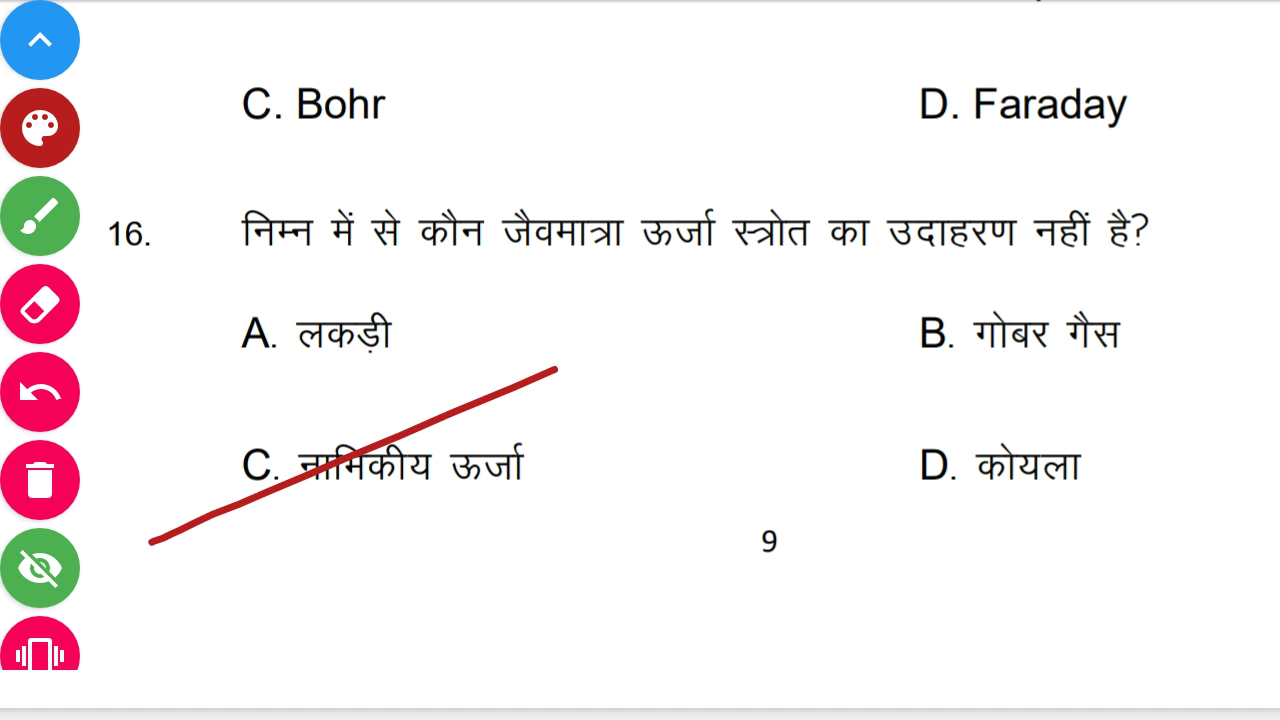 C. Bohr D. Faraday
16. निम्न में से कौन जैवमात्रा ऊर्जा स्त्रोत का उदाहरण नहीं है?
A. लकड़ी B. गोबर गैस
C. नाभिकीय ऊर्जा D. कोयला
9